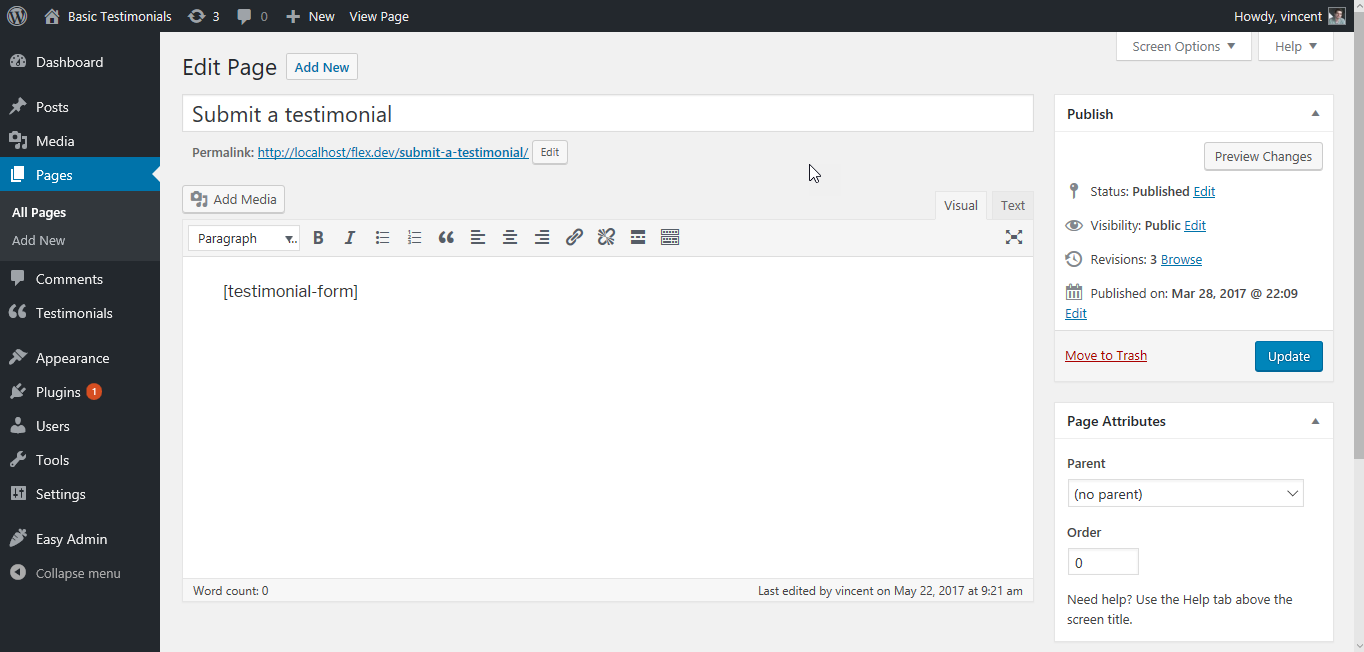 Basic Testimonials 3 0 New View Page Howdy, vincent
Screen Options Help
Dashboard
Posts
Media
Pages
All Pages
Add New
Comments
Testimonials
Appearance
Plugins 1
Users
Tools
Settings
Easy Admin
Collapse menu
Edit Page Add New
Submit a testimonial
Permalink: http://localhost/flex.dev/submit-a-testimonial/ Edit
Add Media
Visual Text
Paragraph B I
[testimonial-form]
Word count: 0 Last edited by vincent on May 22, 2017 at 9:21 am
Publish
Preview Changes
Status: Published Edit
Visibility: Public Edit
Revisions: 3 Browse
Published on: Mar 28, 2017 @ 22:09
Edit
Move to Trash Update
Page Attributes
Parent
(no parent)
Order
0
Need help? Use the Help tab above the
screen title.